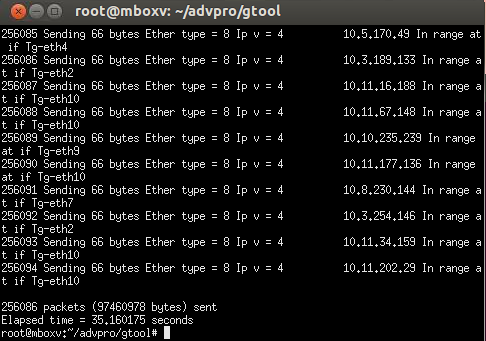 root@mboxv: ~/advpro/gtool
256085 Sending 66 bytes Ether type = 8 Ip v = 4 10.5.170.49 In range at
if Tg-eth4
256086 Sending 66 bytes Ether type = 8 Ip v = 4 10.3.189.133 In range a
t if Tg-eth2
256087 Sending 66 bytes Ether type = 8 Ip v = 4 10.11.16.188 In range a
t if Tg-eth10
256088 Sending 66 bytes Ether type = 8 Ip v = 4 10.11.67.148 In range a
t if Tg-eth10
256089 Sending 66 bytes Ether type = 8 Ip v = 4 10.10.235.239 In range
at if Tg-eth9
256090 Sending 66 bytes Ether type = 8 Ip v = 4 10.11.177.136 In range
at if Tg-eth10
256091 Sending 66 bytes Ether type = 8 Ip v = 4 10.8.230.144 In range a
t if Tg-eth7
256092 Sending 66 bytes Ether type = 8 Ip v = 4 10.3.254.146 In range a
t if Tg-eth2
256093 Sending 66 bytes Ether type = 8 Ip v = 4 10.11.34.159 In range a
t if Tg-eth10
256094 Sending 66 bytes Ether type = 8 Ip v = 4 10.11.202.29 In range a
t if Tg-eth10
256086 packets (97460978 bytes) sent
Elapsed time = 35.160175 seconds
root@mboxv:~/advpro/gtool#